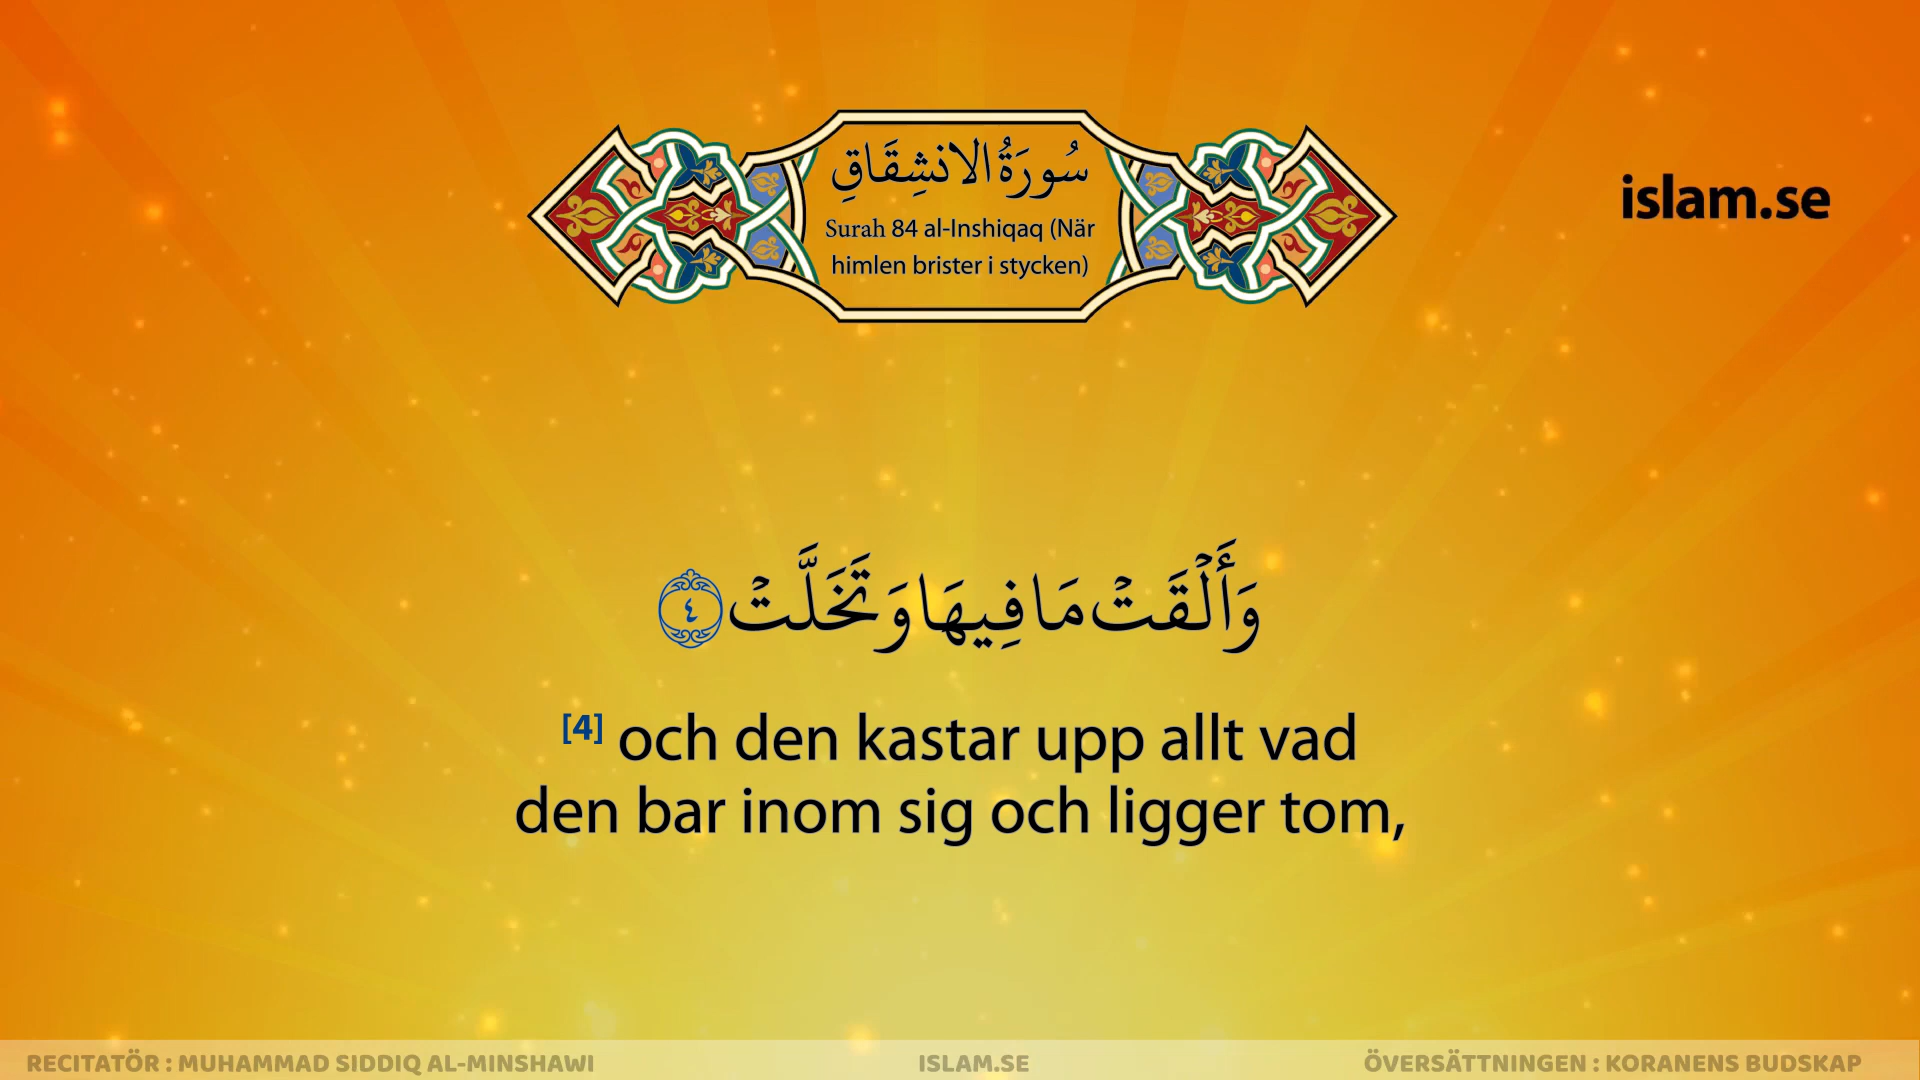 سُورَةُ الانشِقَاقِ
Surah 84 al-Inshiqaq (När
himlen brister i stycken)
islam.se
وَأَلۡقَتۡ مَا فِيهَا وَتَخَلَّتۡ ٤
[4] och den kastar upp allt vad
den bar inom sig och ligger tom,
RECITATÖR : MUHAMMAD SIDDIQ AL-MINSHAWI
ISLAM.SE
ÖVERSÄTTNINGEN : KORANENS BUDSKAP